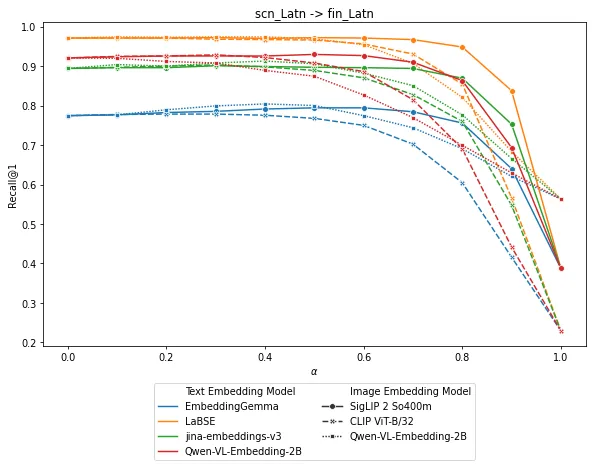 scn_Latn -> fin_Latn
Recall@1
1.0
0.9
0.8
0.7
0.6
0.5
0.4
0.3
0.2
0.0 0.2 0.4 0.6 0.8 1.0
α
Text Embedding Model Image Embedding Model
EmbeddingGemma SigLIP 2 So400m
LaBSE CLIP ViT-B/32
jina-embeddings-v3 Qwen-VL-Embedding-2B
Qwen-VL-Embedding-2B